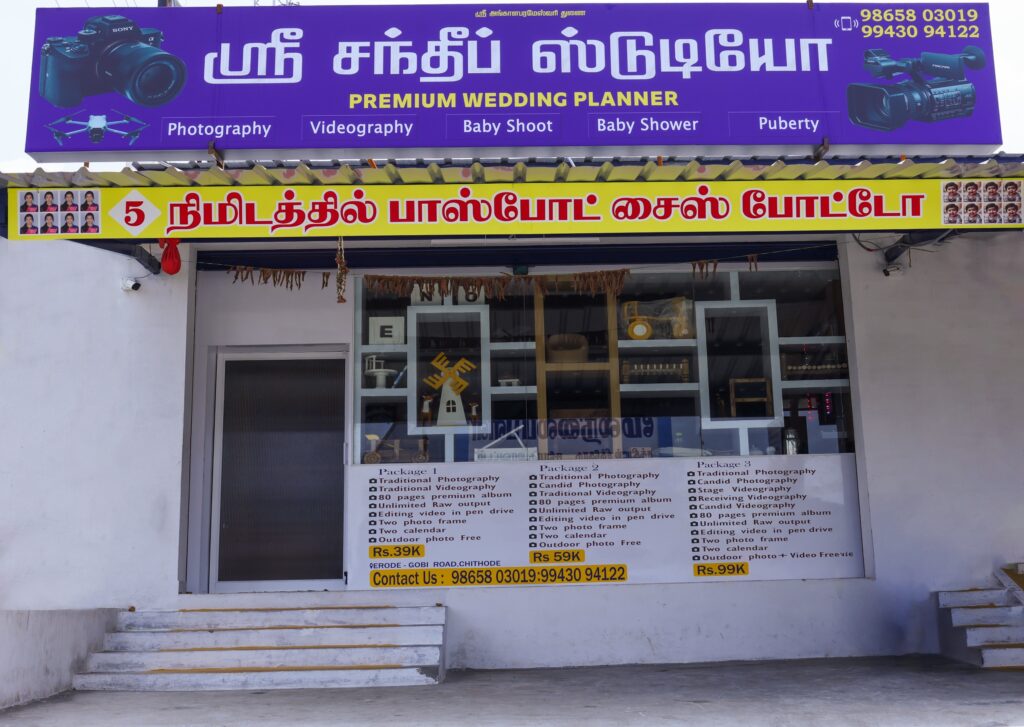 ஸ்ரீ அங்காளபரமேஸ்வரி துணை
98658 03019
99430 94122
SONY
ஸ்ரீ சந்தீப் ஸ்டுடியோ
PREMIUM WEDDING PLANNER
Photography Videography Baby Shoot Baby Shower Puberty
5 நிமிடத்தில் பாஸ்போட் சைஸ் போட்டோ
E
Package 1
Traditional Photography
Traditional Videography
80 pages premium album
Unlimited Raw output
Editing video in pen drive
Two photo frame
Two calendar
Outdoor photo Free
Rs.39K
Package 2
Traditional Photography
Candid Photography
Traditional Videography
80 pages premium album
Unlimited Raw output
Editing video in pen drive
Two photo frame
Two calendar
Outdoor photo Free
Rs 59K
Package 3
Traditional Photography
Candid Photography
Stage Videography
Receiving Videography
Candid Videography
80 pages premium album
Unlimited Raw output
Editing video in pen drive
Two photo frame
Two calendar
Outdoor photo + Video Free
Rs.99K
ERODE - GOBI ROAD,CHITHODE
Contact Us : 98658 03019:99430 94122